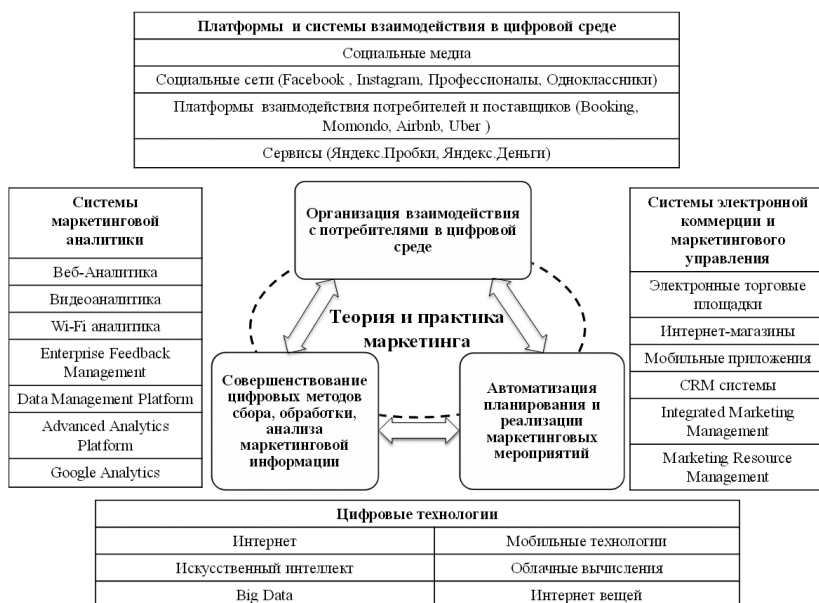 Платформы и системы взаимодействия в цифровой среде
Социальные медиа
Социальные сети (Facebook , Instagram, Профессионалы, Одноклассники)
Платформы взаимодействия потребителей и поставщиков (Booking,
Momondo, Airbnb, Uber )
Сервисы (Яндекс.Пробки, Яндекс.Деньги)
Системы
маркетинговой
аналитики
Веб-Аналитика
Видеоаналитика
Wi-Fi аналитика
Enterprise Feedback
Management
Data Management Platform
Advanced Analytics
Platform
Google Analytics
Организация взаимодействия
с потребителями в цифровой
среде
Теория и практика
маркетинга
Совершенствование
цифровых методов
сбора, обработки,
анализа
маркетинговой
информации
Автоматизация
планирования и
реализации
маркетинговых
мероприятий
Системы электронной
коммерции и
маркетингового
управления
Электронные торговые
площадки
Интернет-магазины
Мобильные приложения
CRM системы
Integrated Marketing
Management
Marketing Resource
Management
Цифровые технологии
Интернет
Мобильные технологии
Искусственный интеллект
Облачные вычисления
Big Data
Интернет вещей